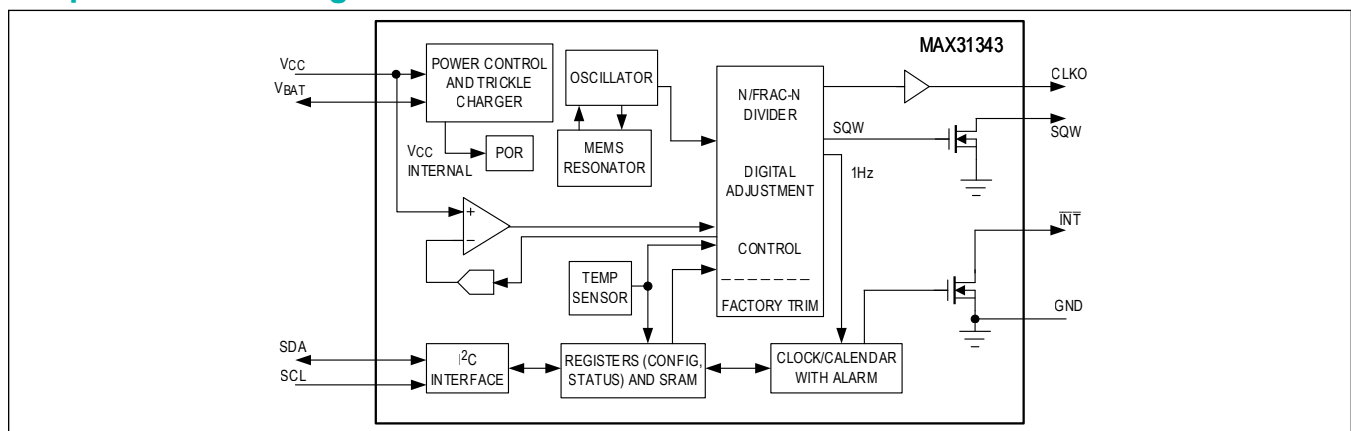 MAX31343
VCC
VBAT
POWER CONTROL
AND TRICKLE
CHARGER
VCC
INTERNAL
POR
OSCILLATOR
MEMS
RESONATOR
N/FRAC-N
DIVIDER
DIGITAL
ADJUSTMENT
CONTROL
FACTORY TRIM
SQW
1Hz
CLKO
SQW
INT
GND
+
–
TEMP
SENSOR
SDA
SCL
I2C
INTERFACE
REGISTERS (CONFIG,
STATUS) AND SRAM
CLOCK/CALENDAR
WITH ALARM